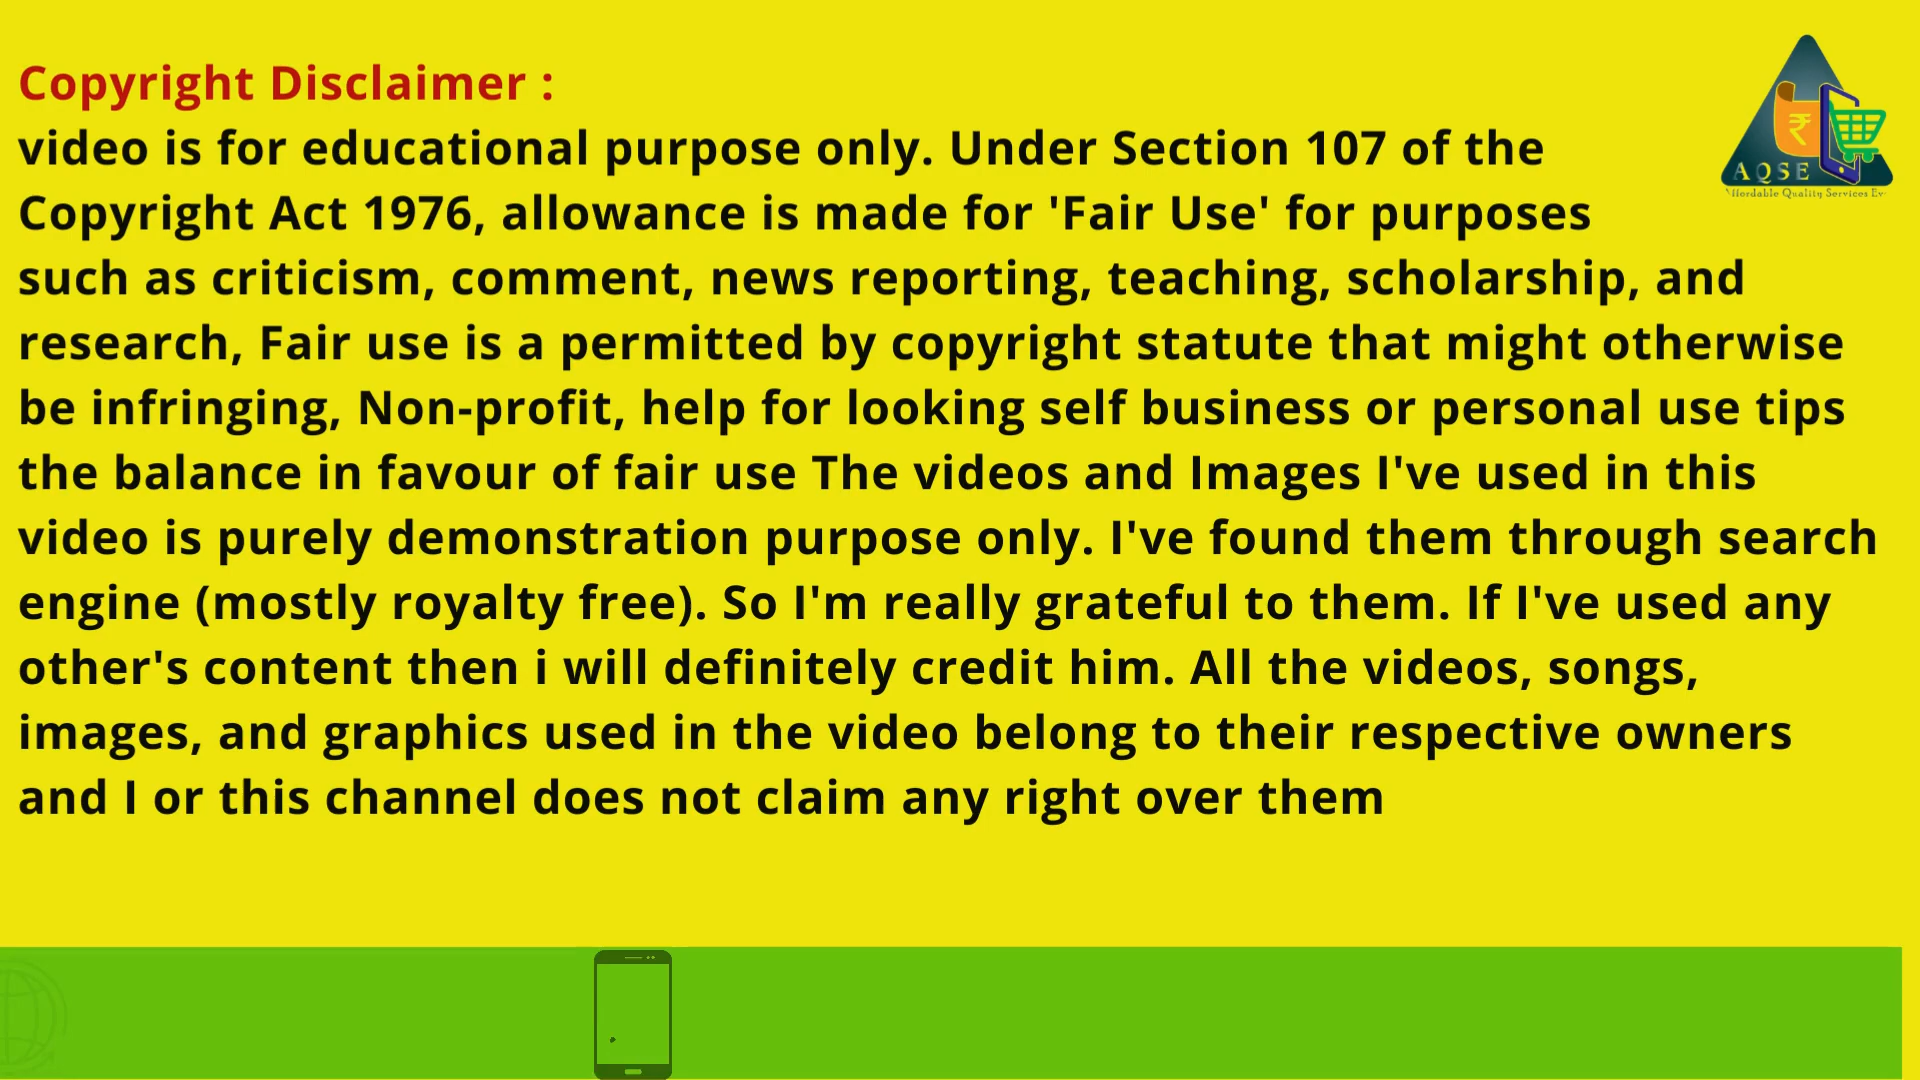 Copyright Disclaimer :
video is for educational purpose only. Under Section 107 of the
Copyright Act 1976, allowance is made for 'Fair Use' for purposes
such as criticism, comment, news reporting, teaching, scholarship, and
research, Fair use is a permitted by copyright statute that might otherwise
be infringing, Non-profit, help for looking self business or personal use tips
the balance in favour of fair use The videos and Images I've used in this
video is purely demonstration purpose only. I've found them through search
engine (mostly royalty free). So I'm really grateful to them. If I've used any
other's content then i will definitely credit him. All the videos, songs,
images, and graphics used in the video belong to their respective owners
and I or this channel does not claim any right over them
₹
AQSE
Quality Services